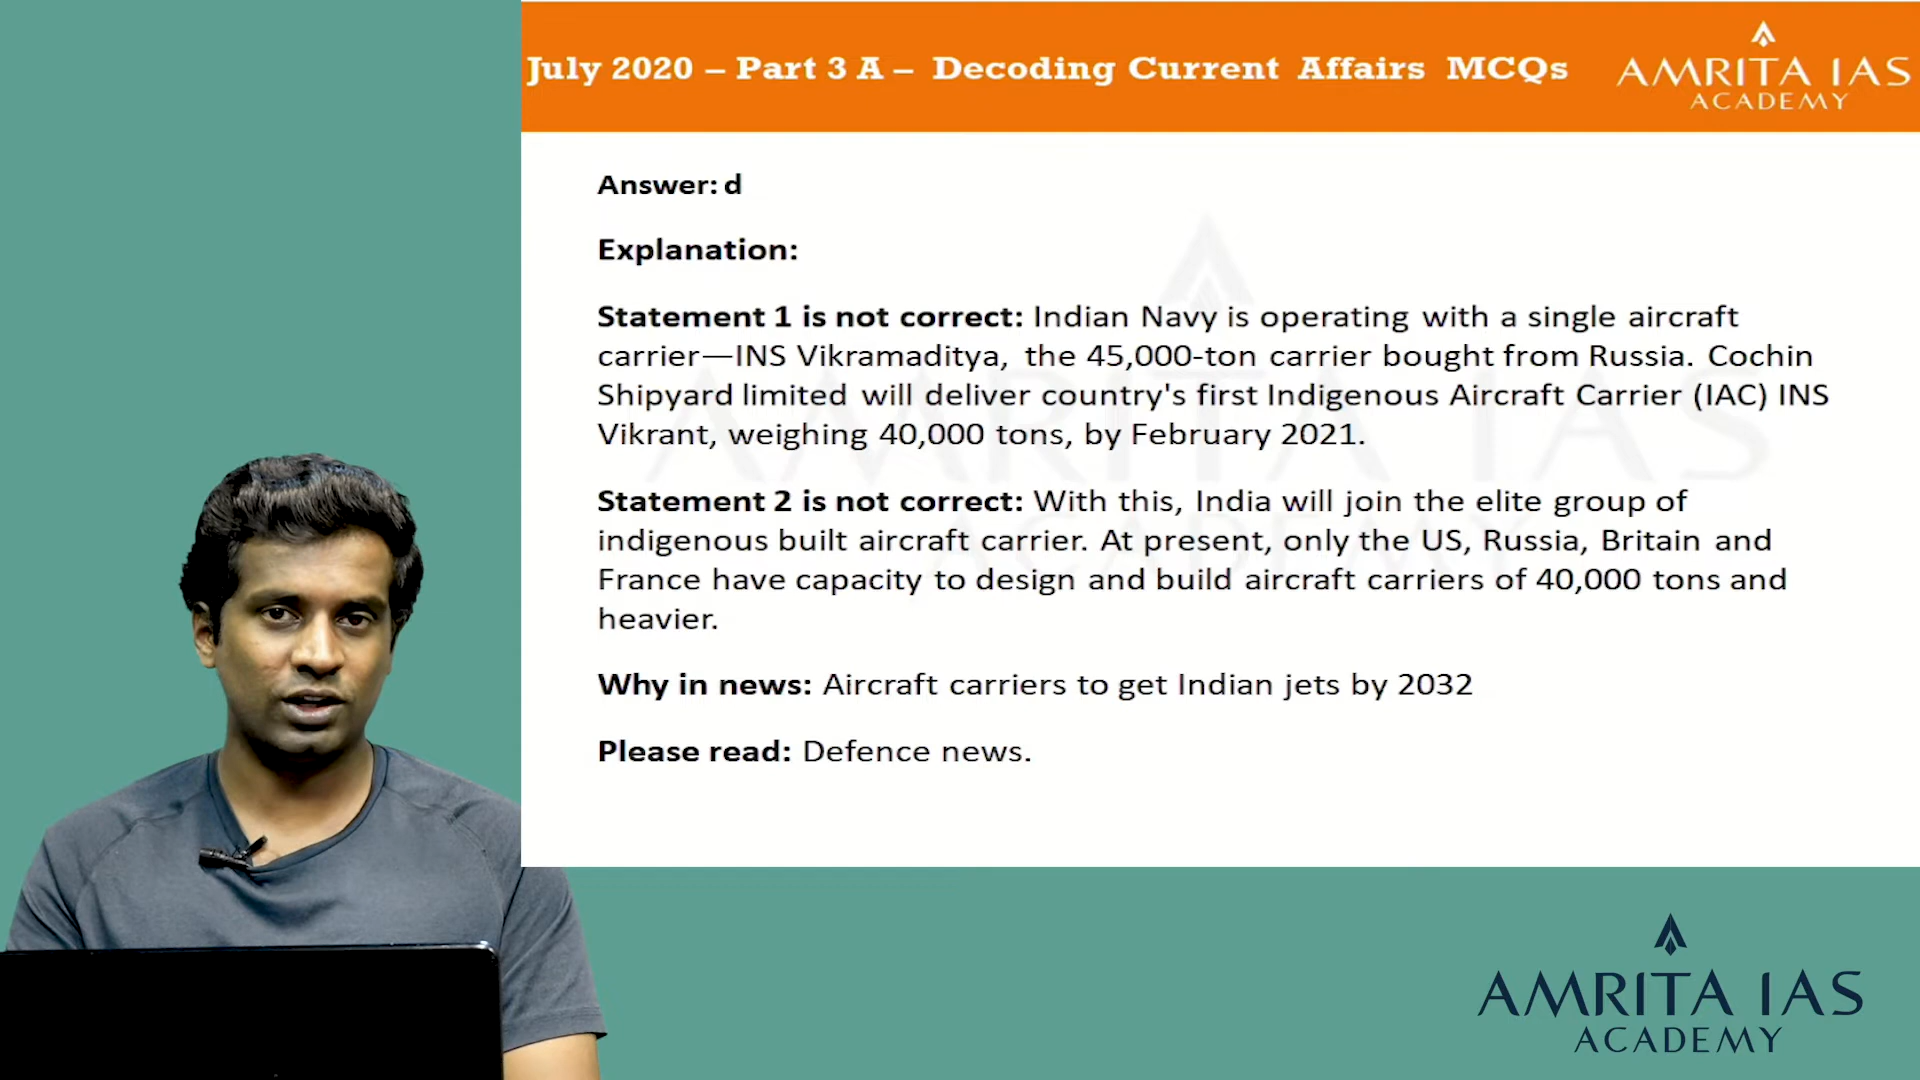 July 2020 – Part 3 A – Decoding Current Affairs MCQs
AMRITA IAS
ACADEMY
Answer: d
Explanation:
Statement 1 is not correct: Indian Navy is operating with a single aircraft
carrier—INS Vikramaditya, the 45,000-ton carrier bought from Russia. Cochin
Shipyard limited will deliver country's first Indigenous Aircraft Carrier (IAC) INS
Vikrant, weighing 40,000 tons, by February 2021.
Statement 2 is not correct: With this, India will join the elite group of
indigenous built aircraft carrier. At present, only the US, Russia, Britain and
France have capacity to design and build aircraft carriers of 40,000 tons and
heavier.
Why in news: Aircraft carriers to get Indian jets by 2032
Please read: Defence news.
AMRITA IAS
ACADEMY
AMRITA IAS
ACADEMY